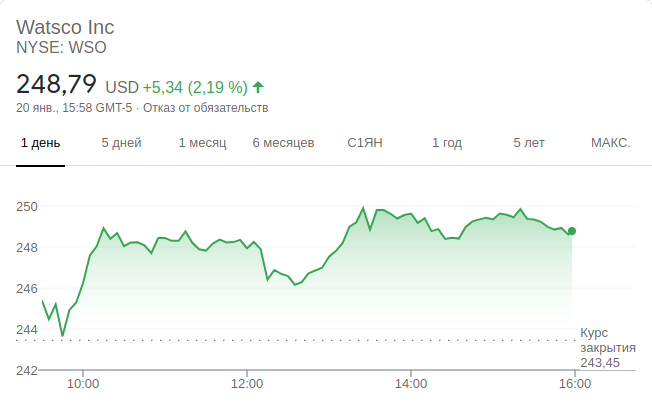 Watsco Inc
NYSE: WSO
248,79 USD +5,34 (2,19 %)
20 янв., 15:58 GMT-5 · Отказ от обязательств
1 день 5 дней 1 месяц 6 месяцев С1ЯН 1 год 5 лет МАКС.
250
248
246
244
242
Курс
закрытия
243,45
10:00 12:00 14:00 16:00